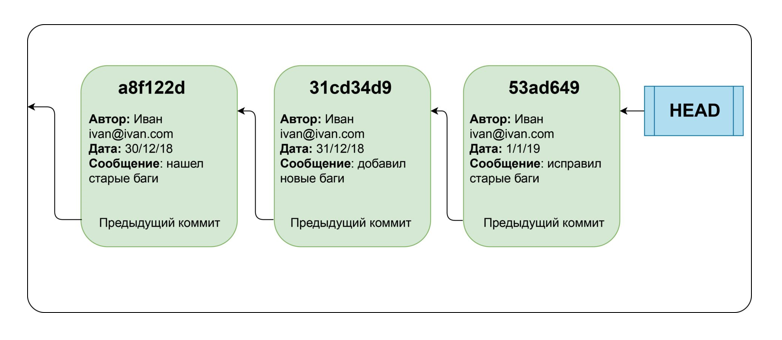 a8f122d
Автор: Иван
ivan@ivan.com
Дата: 30/12/18
Сообщение: нашел
старые баги
Предыдущий коммит
31cd34d9
Автор: Иван
ivan@ivan.com
Дата: 31/12/18
Сообщение: добавил
новые баги
Предыдущий коммит
53ad649
Автор: Иван
ivan@ivan.com
Дата: 1/1/19
Сообщение: исправил
старые баги
Предыдущий коммит
HEAD